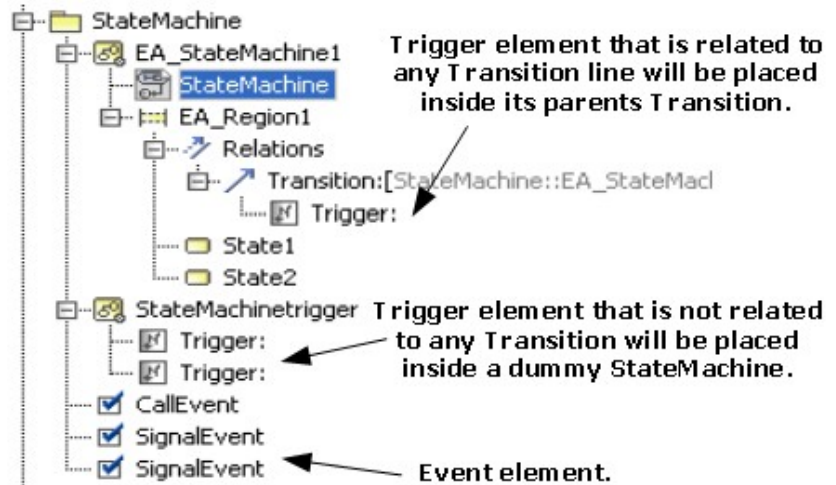 StateMachine
EA_StateMachine1
Trigger element that is related to
any Transition line will be placed
inside its parents Transition.
StateMachine
EA_Region1
Relations
Transition:[StateMachine::EA_StateMacl
Trigger:
State1
State2
StateMachinetrigger
Trigger element that is not related
to any Transition will be placed
inside a dummy StateMachine.
Trigger:
Trigger:
CallEvent
SignalEvent
SignalEvent
Event element.